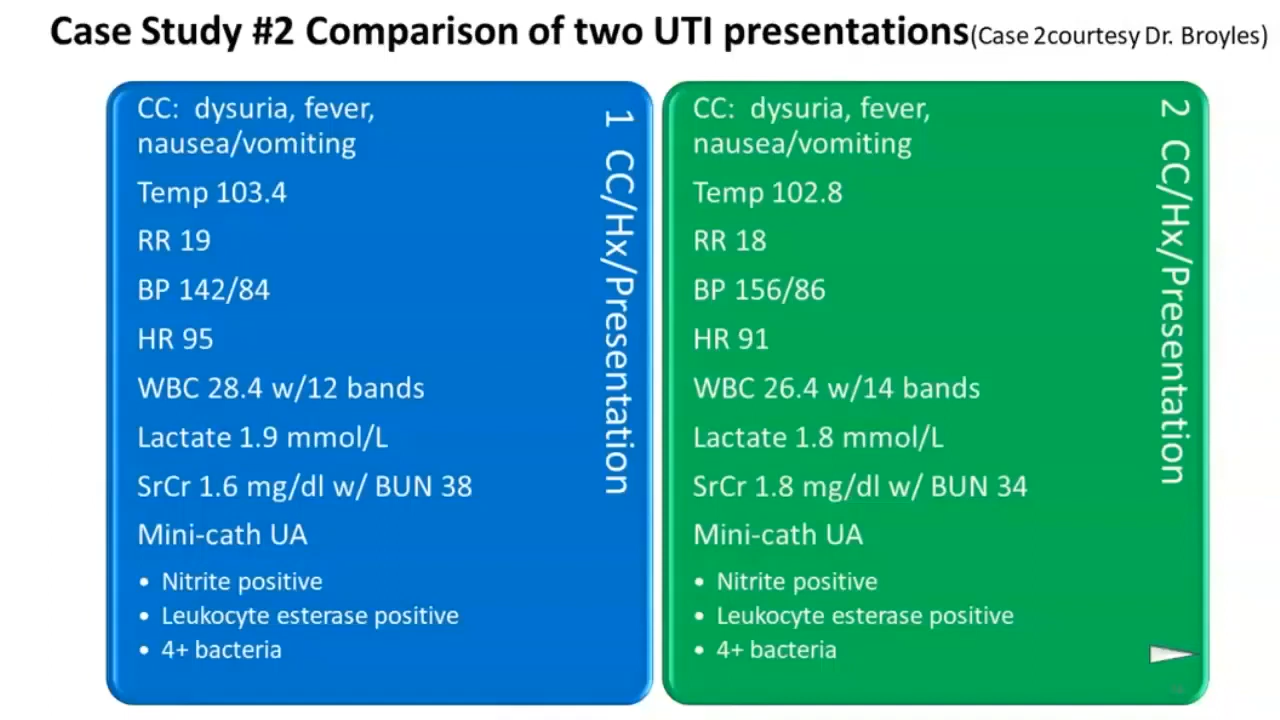 Case Study #2 Comparison of two UTI presentations(Case 2courtesy Dr. Broyles)
CC:  dysuria, fever,
nausea/vomiting
Temp 103.4
RR 19
BP 142/84
HR 95
WBC 28.4 w/12 bands
Lactate 1.9 mmol/L
SrCr 1.6 mg/dl w/ BUN 38
Mini-cath UA
• Nitrite positive
• Leukocyte esterase positive
• 4+ bacteria
1 CC/Hx/Presentation
CC:  dysuria, fever,
nausea/vomiting
Temp 102.8
RR 18
BP 156/86
HR 91
WBC 26.4 w/14 bands
Lactate 1.8 mmol/L
SrCr 1.8 mg/dl w/ BUN 34
Mini-cath UA
• Nitrite positive
• Leukocyte esterase positive
• 4+ bacteria
2 CC/Hx/Presentation